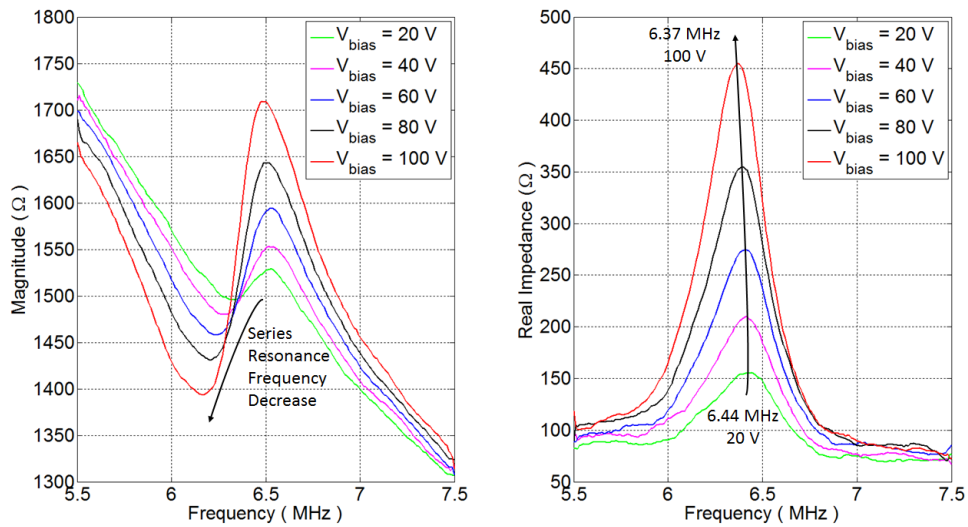 1800
1750
1700
1650
1600
1550
1500
1450
1400
1350
1300
Magnitude ( Ω )
V_bias = 20 V
V_bias = 40 V
V_bias = 60 V
V_bias = 80 V
V_bias = 100 V
Series
Resonance
Frequency
Decrease
5.5 6 6.5 7 7.5
Frequency ( MHz )
500
450
400
350
300
250
200
150
100
50
Real Impedance ( Ω )
6.37 MHz
100 V
V_bias = 20 V
V_bias = 40 V
V_bias = 60 V
V_bias = 80 V
V_bias = 100 V
6.44 MHz
20 V
5.5 6 6.5 7 7.5
Frequency ( MHz )